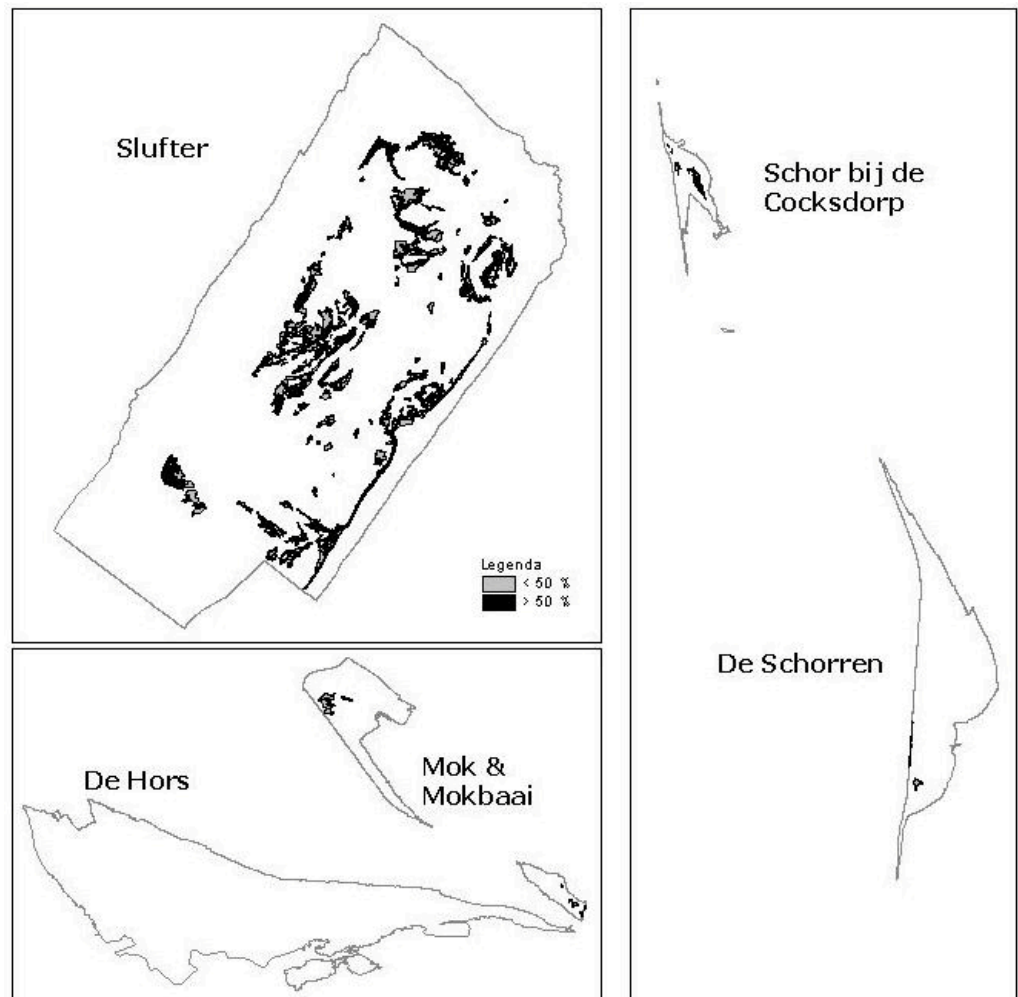 Slufter
Legenda
< 50 %
> 50 %
De Hors
Mok &
Mokbaai
Schor bij de
Cocksdorp
De Schorren